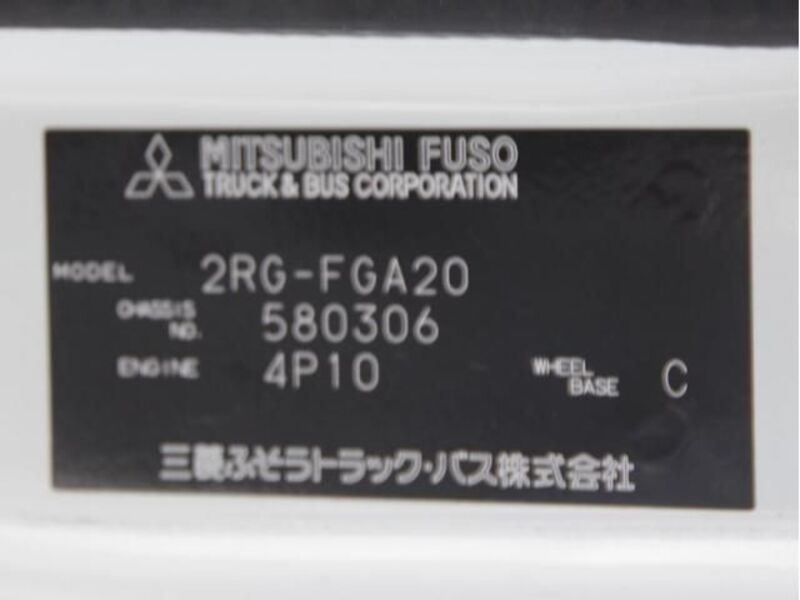 MITSUBISHI FUSO
TRUCK & BUS CORPORATION
MODEL 2RG-FGA20
CHASSIS NO. 580306
ENGINE 4P10 WHEEL BASE C
三菱ふそうトラック・バス株式会社